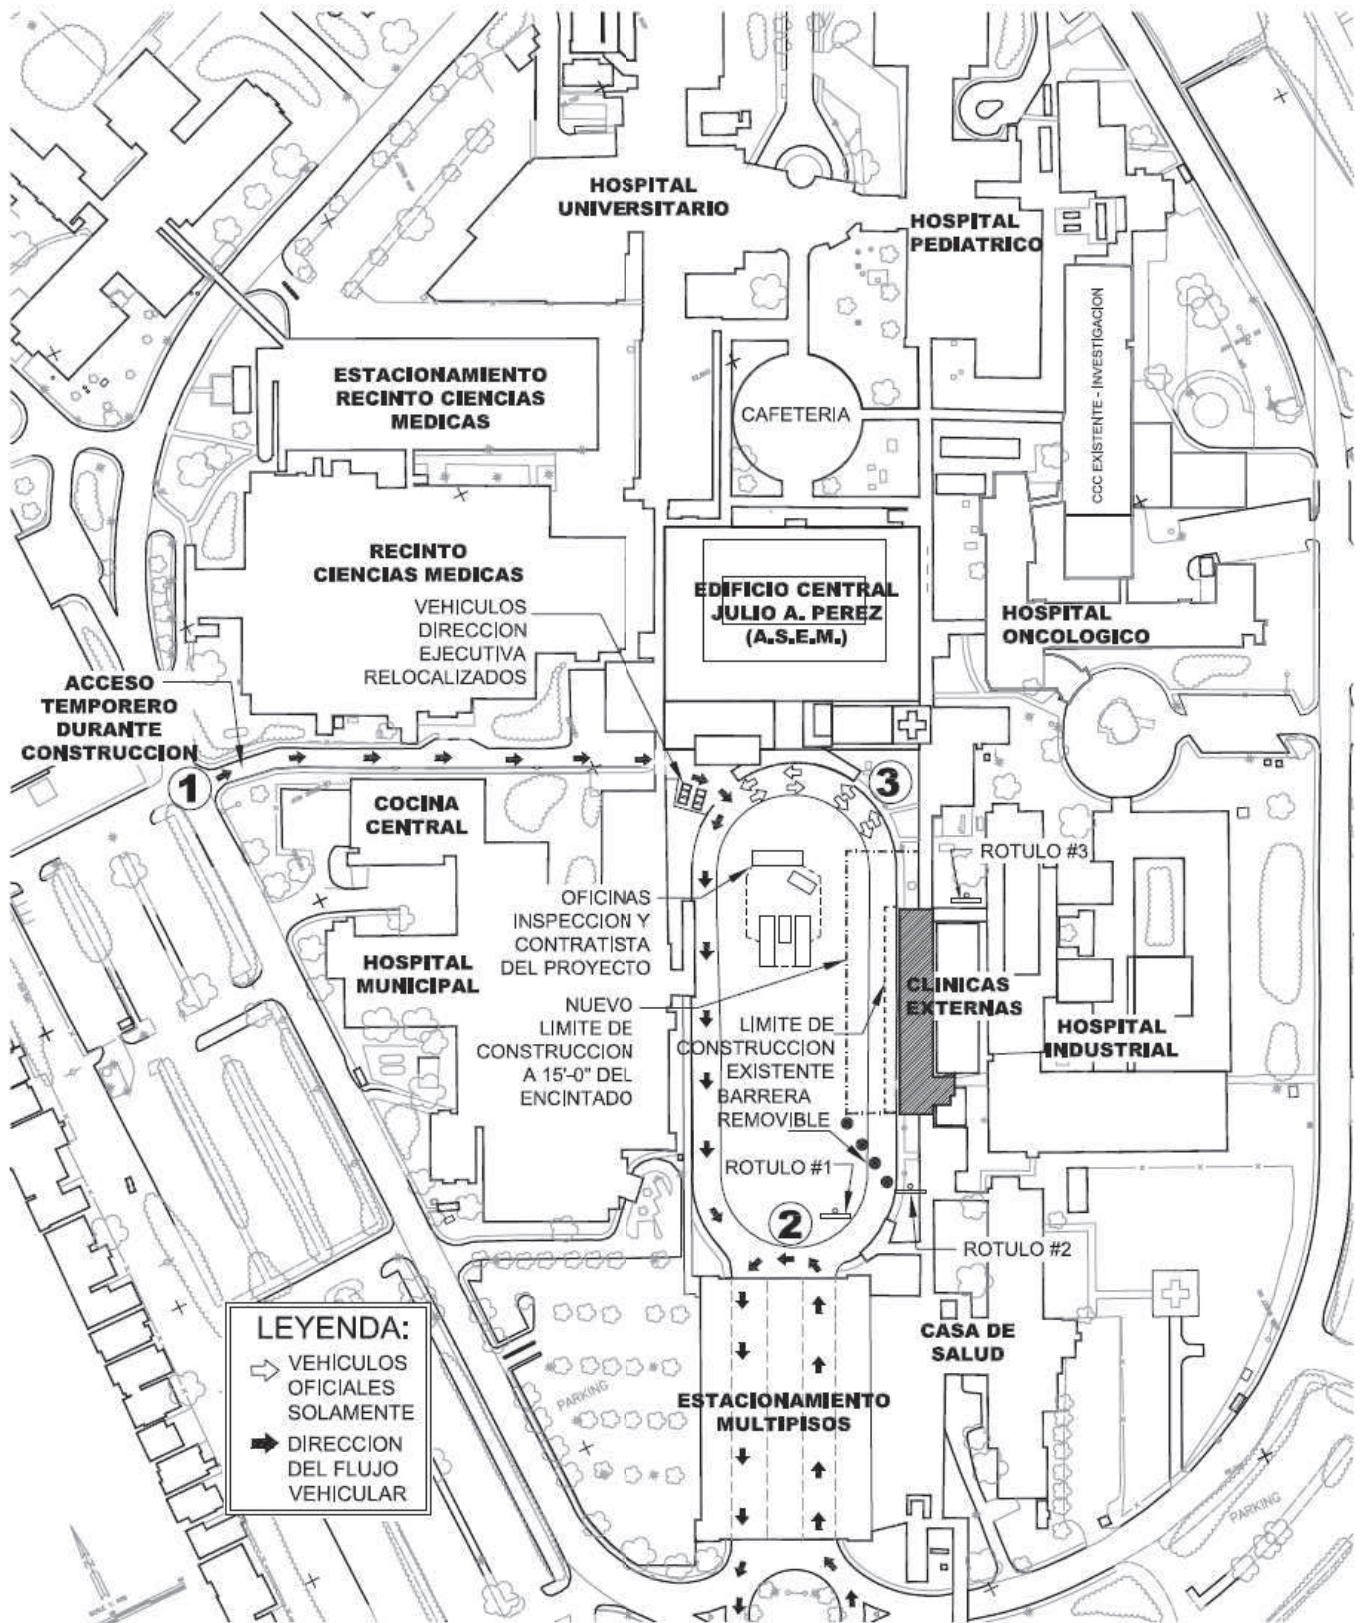 HOSPITAL
UNIVERSITARIO
HOSPITAL
PEDIATRICO
CCC EXISTENTE - INVESTIGACION
ESTACIONAMIENTO
RECINTO CIENCIAS
MEDICAS
CAFETERIA
RECINTO
CIENCIAS MEDICAS
EDIFICIO CENTRAL
JULIO A. PEREZ
(A.S.E.M.)
HOSPITAL
ONCOLOGICO
VEHICULOS
DIRECCION
EJECUTIVA
RELOCALIZADOS
ACCESO
TEMPORERO
DURANTE
CONSTRUCCION
1
3
COCINA
CENTRAL
ROTULO #3
OFICINAS
INSPECCION Y
CONTRATISTA
DEL PROYECTO
HOSPITAL
MUNICIPAL
CLINICAS
EXTERNAS
NUEVO
LIMITE DE
CONSTRUCCION
A 15'-0" DEL
ENCINTADO
LIMITE DE
CONSTRUCCION
EXISTENTE
BARRERA
REMOVIBLE
HOSPITAL
INDUSTRIAL
ROTULO #1
2
ROTULO #2
CASA DE
SALUD
ESTACIONAMIENTO
MULTIPISOS
PARKING
PARKING
LEYENDA:
VEHICULOS
OFICIALES
SOLAMENTE
DIRECCION
DEL FLUJO
VEHICULAR